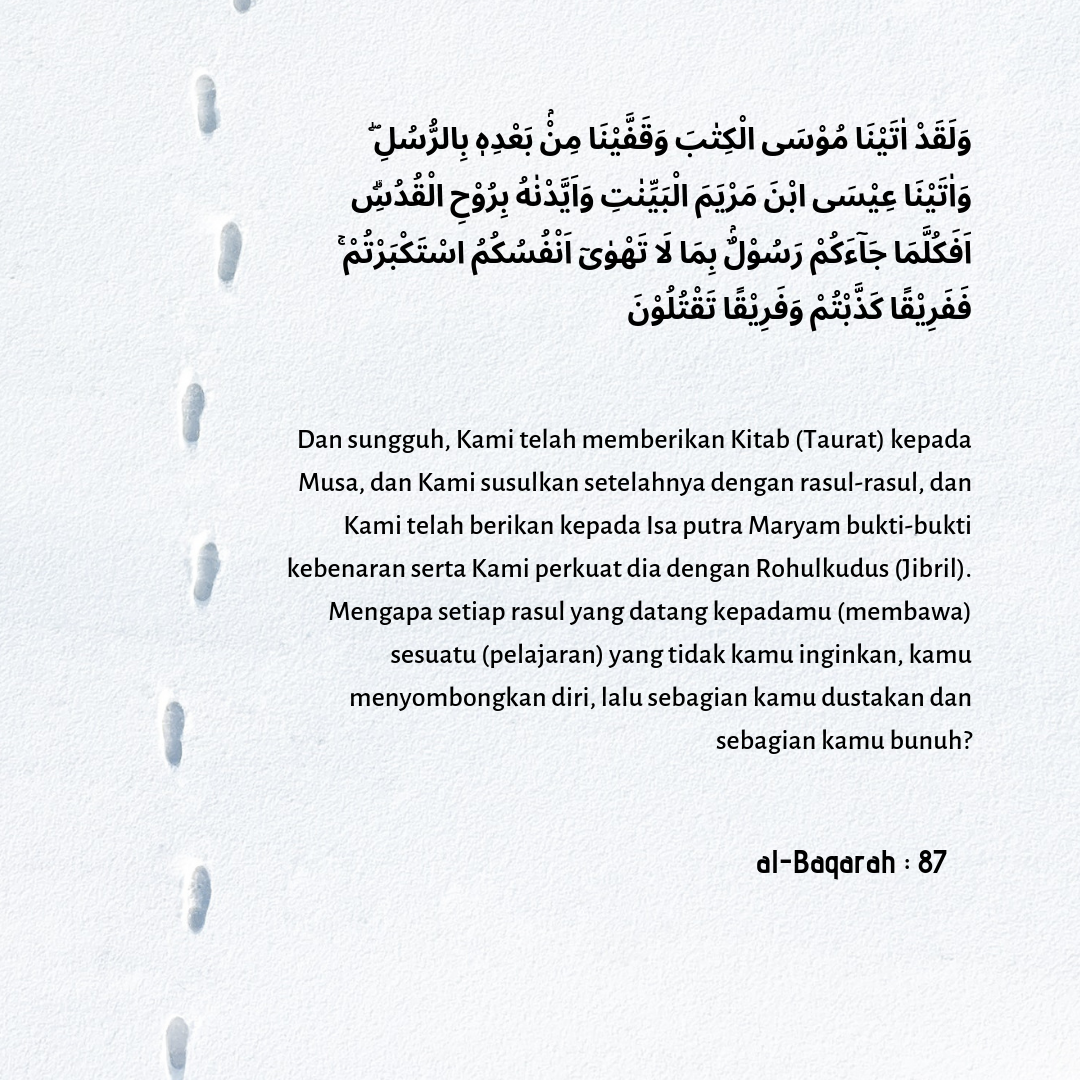 وَلَقَدْ اٰتَيْنَا مُوْسَى الْكِتٰبَ وَقَفَّيْنَا مِنْۢ بَعْدِهٖ بِالرُّسُلِ ۖ
وَاٰتَيْنَا عِيْسَى ابْنَ مَرْيَمَ الْبَيِّنٰتِ وَاَيَّدْنٰهُ بِرُوْحِ الْقُدُسِۗ
اَفَكُلَّمَا جَاۤءَكُمْ رَسُوْلٌۢ بِمَا لَا تَهْوٰىٓ اَنْفُسُكُمُ اسْتَكْبَرْتُمْ ۚ
فَفَرِيْقًا كَذَّبْتُمْ وَفَرِيْقًا تَقْتُلُوْنَ
Dan sungguh, Kami telah memberikan Kitab (Taurat) kepada
Musa, dan Kami susulkan setelahnya dengan rasul-rasul, dan
Kami telah berikan kepada Isa putra Maryam bukti-bukti
kebenaran serta Kami perkuat dia dengan Rohulkudus (Jibril).
Mengapa setiap rasul yang datang kepadamu (membawa)
sesuatu (pelajaran) yang tidak kamu inginkan, kamu
menyombongkan diri, lalu sebagian kamu dustakan dan
sebagian kamu bunuh?
al-Baqarah : 87